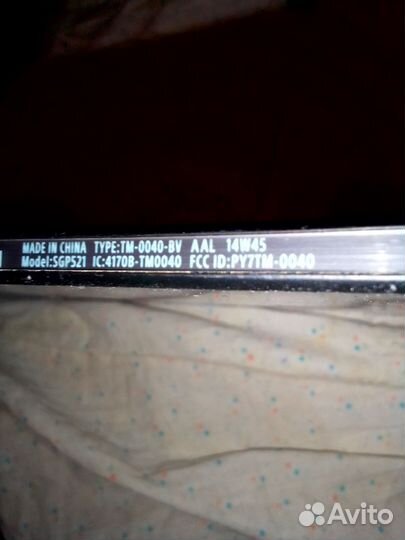 MADE IN CHINA TYPE:TM-0040-BV AAL 14W45
Model:SGP521 IC:4170B-TM0040 FCC ID:PY7TM-0040
Avito